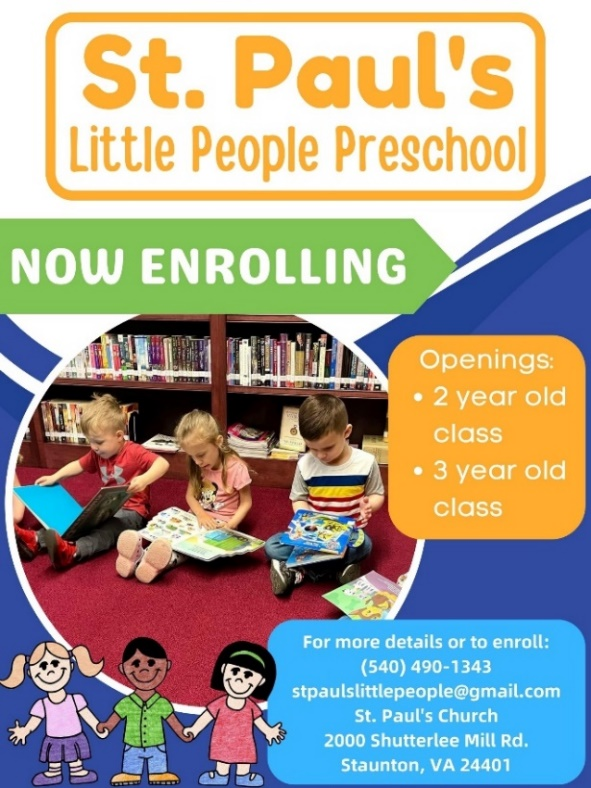 St. Paul's
Little People Preschool
NOW ENROLLING
Openings:
• 2 year old
class
• 3 year old
class
For more details or to enroll:
(540) 490-1343
stpaulslittlepeople@gmail.com
St. Paul's Church
2000 Shutterlee Mill Rd.
Staunton, VA 24401